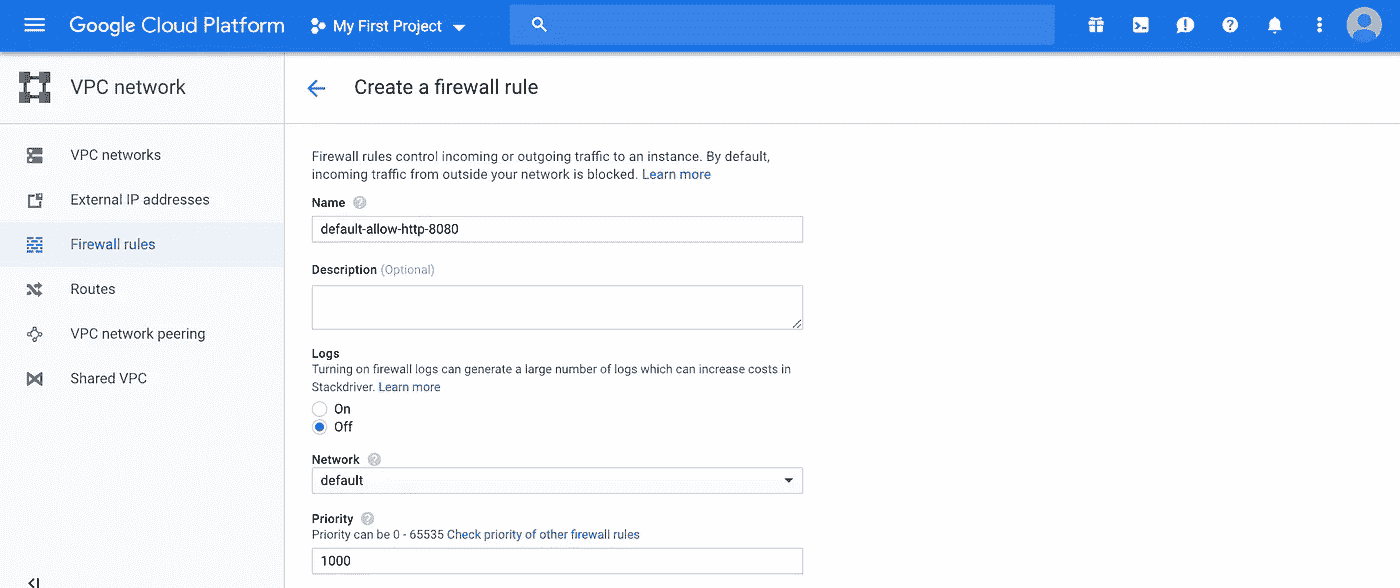 Google Cloud Platform My First Project
VPC network
Create a firewall rule
VPC networks
External IP addresses
Firewall rules
Routes
VPC network peering
Shared VPC
Firewall rules control incoming or outgoing traffic to an instance. By default,
incoming traffic from outside your network is blocked. Learn more
Name
default-allow-http-8080
Description (Optional)
Logs
Turning on firewall logs can generate a large number of logs which can increase costs in
Stackdriver. Learn more
On
Off
Network
default
Priority
Priority can be 0 - 65535 Check priority of other firewall rules
1000